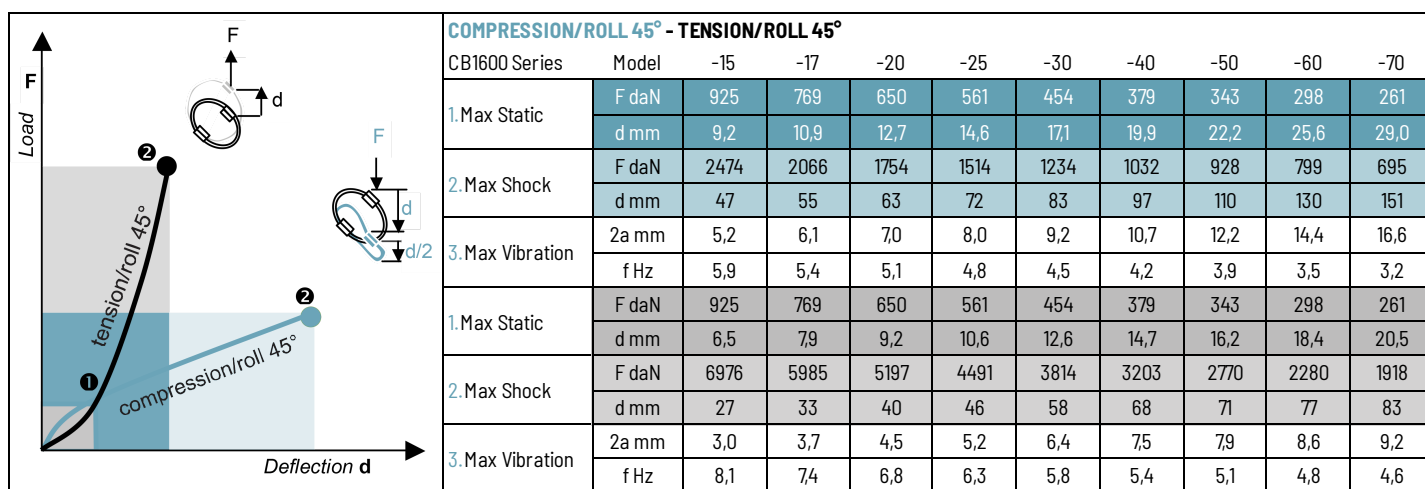 F
F
d
Load
❷
F
d
d/2
tension/roll 45°
❷
❶
compression/roll 45°
Deflection d
COMPRESSION/ROLL 45° - TENSION/ROLL 45°
CB1600 Series Model -15 -17 -20 -25 -30 -40 -50 -60 -70
1.Max Static
F daN 925 769 650 561 454 379 343 298 261
d mm 9,2 10,9 12,7 14,6 17,1 19,9 22,2 25,6 29,0
2.Max Shock
F daN 2474 2066 1754 1514 1234 1032 928 799 695
d mm 47 55 63 72 83 97 110 130 151
3.Max Vibration
2a mm 5,2 6,1 7,0 8,0 9,2 10,7 12,2 14,4 16,6
f Hz 5,9 5,4 5,1 4,8 4,5 4,2 3,9 3,5 3,2
1.Max Static
F daN 925 769 650 561 454 379 343 298 261
d mm 6,5 7,9 9,2 10,6 12,6 14,7 16,2 18,4 20,5
2.Max Shock
F daN 6976 5985 5197 4491 3814 3203 2770 2280 1918
d mm 27 33 40 46 58 68 71 77 83
3.Max Vibration
2a mm 3,0 3,7 4,5 5,2 6,4 7,5 7,9 8,6 9,2
f Hz 8,1 7,4 6,8 6,3 5,8 5,4 5,1 4,8 4,6